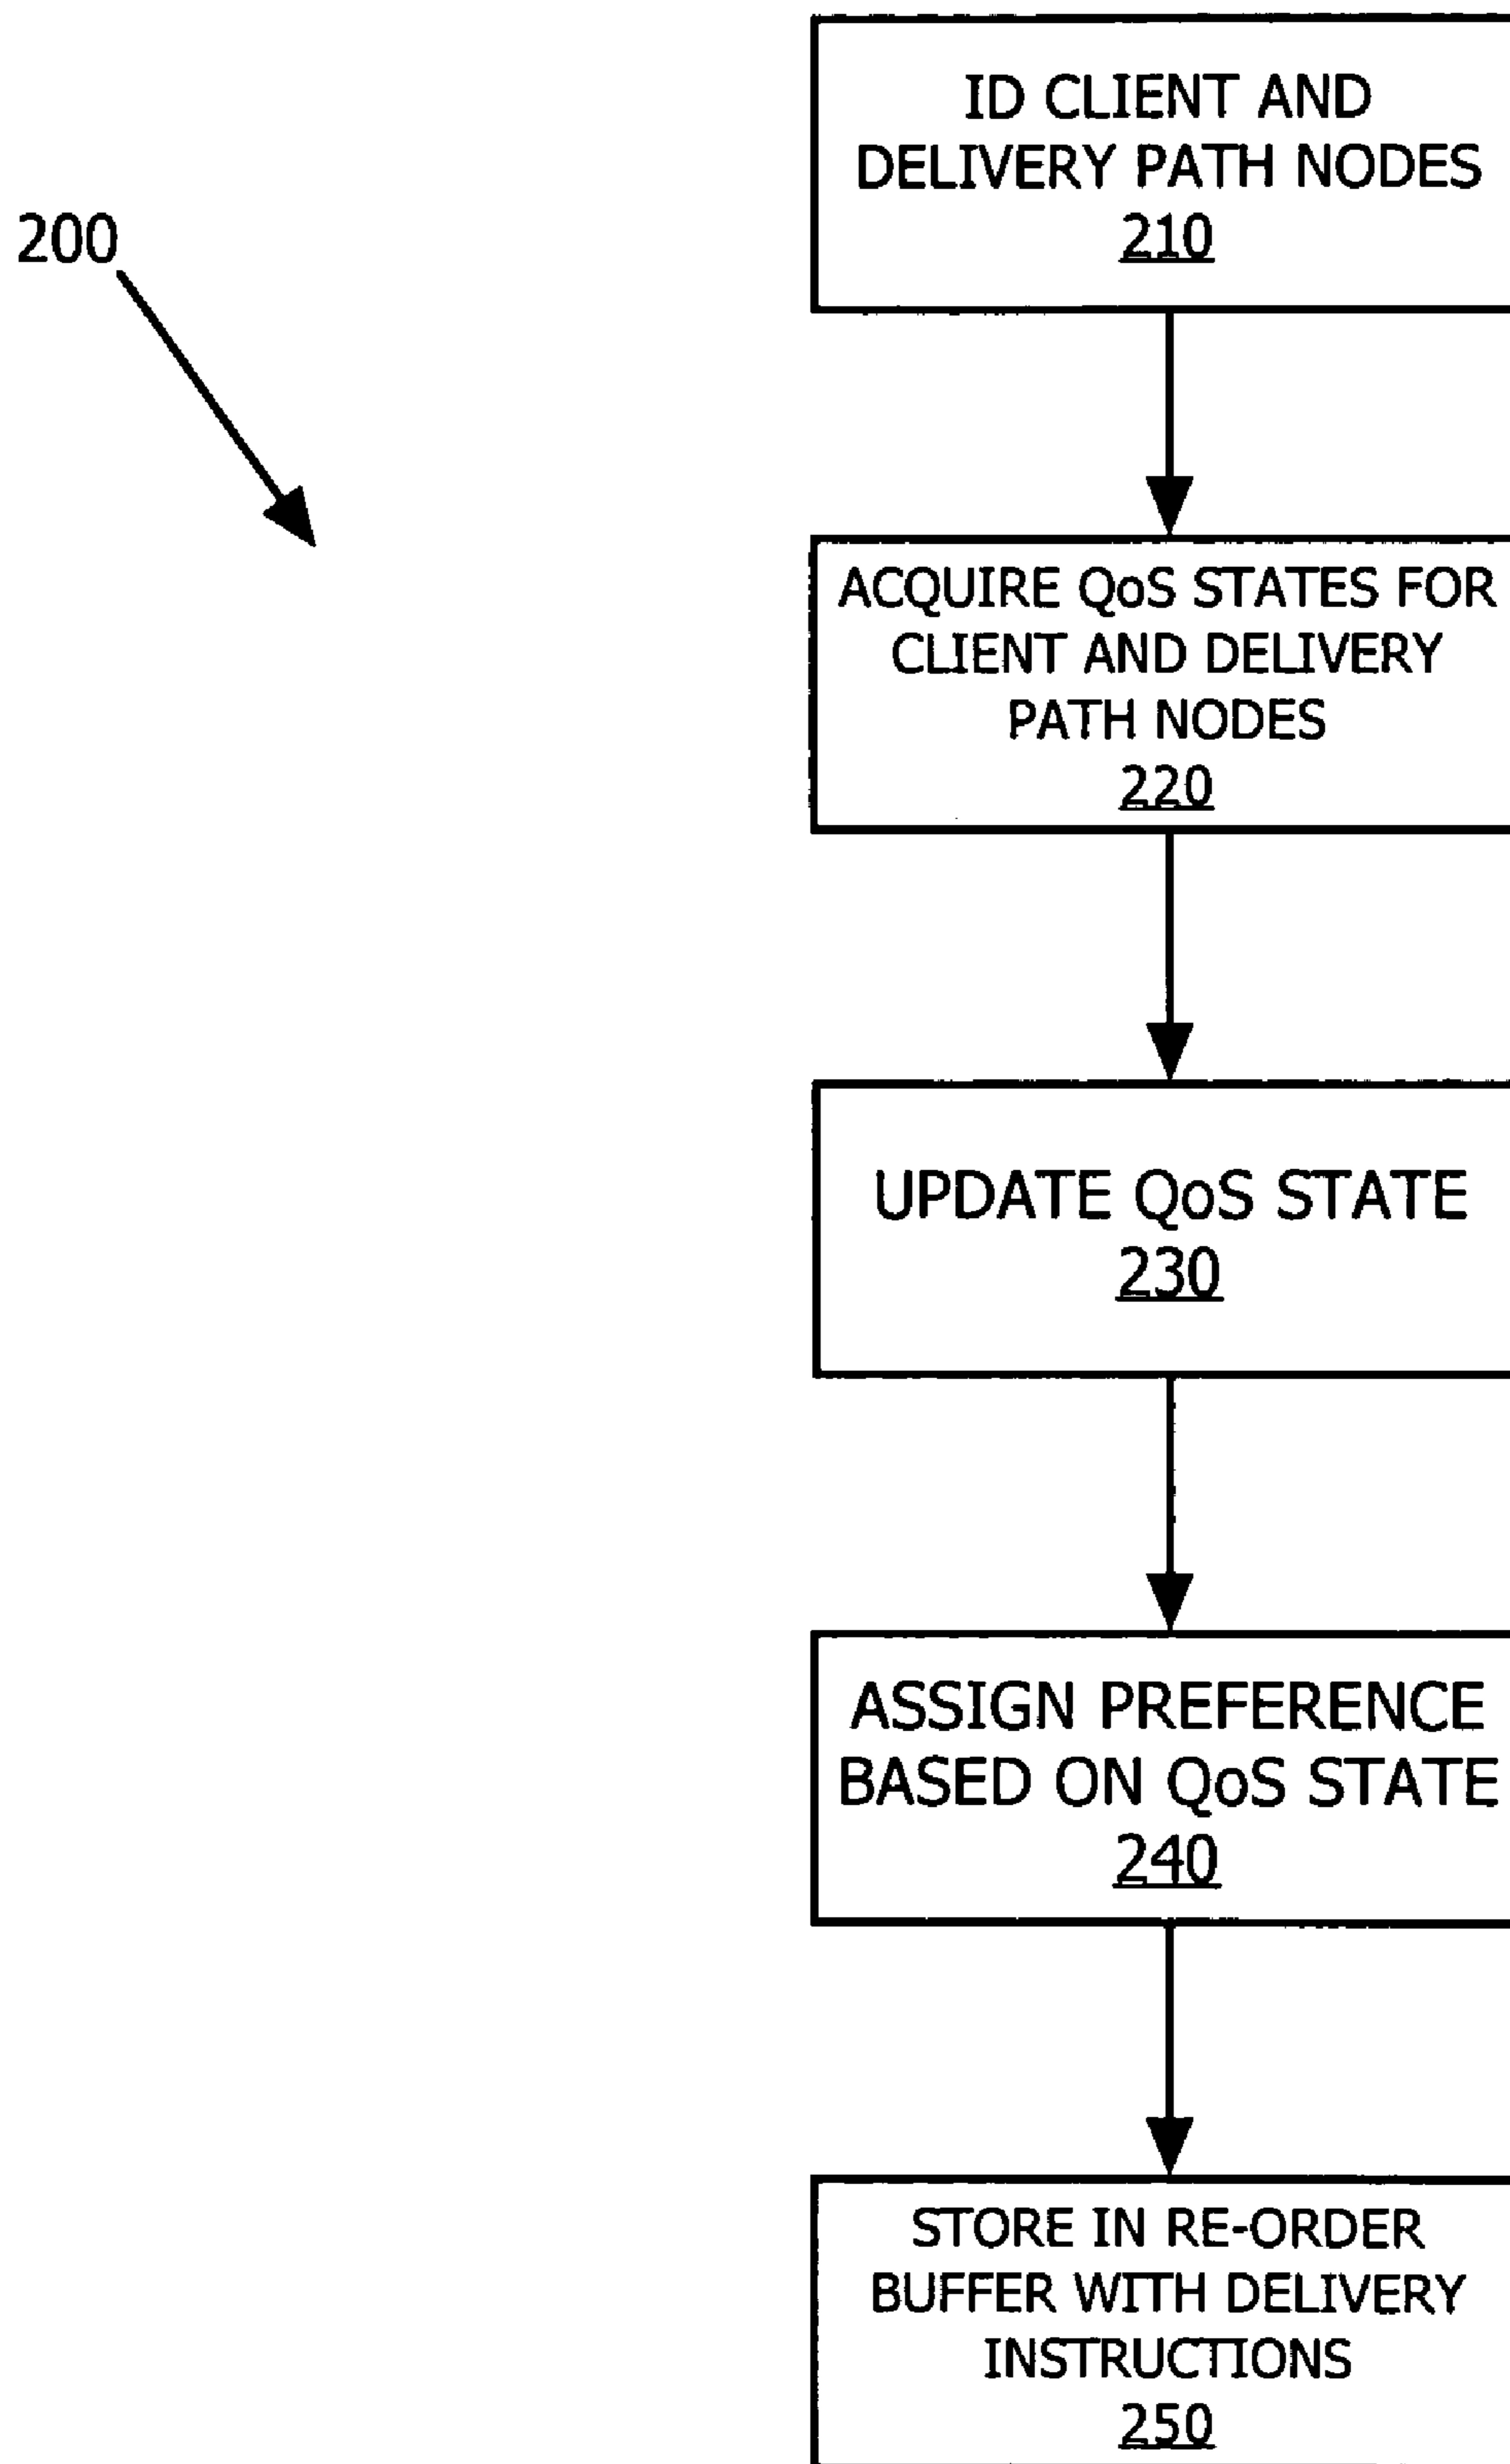 ID CLIENT AND
DELIVERY PATH NODES
210
200
ACQUIRE QoS STATES FOR
CLIENT AND DELIVERY
PATH NODES
220
UPDATE QoS STATE
230
ASSIGN PREFERENCE
BASED ON QoS STATE
240
STORE IN RE-ORDER
BUFFER WITH DELIVERY
INSTRUCTIONS
250